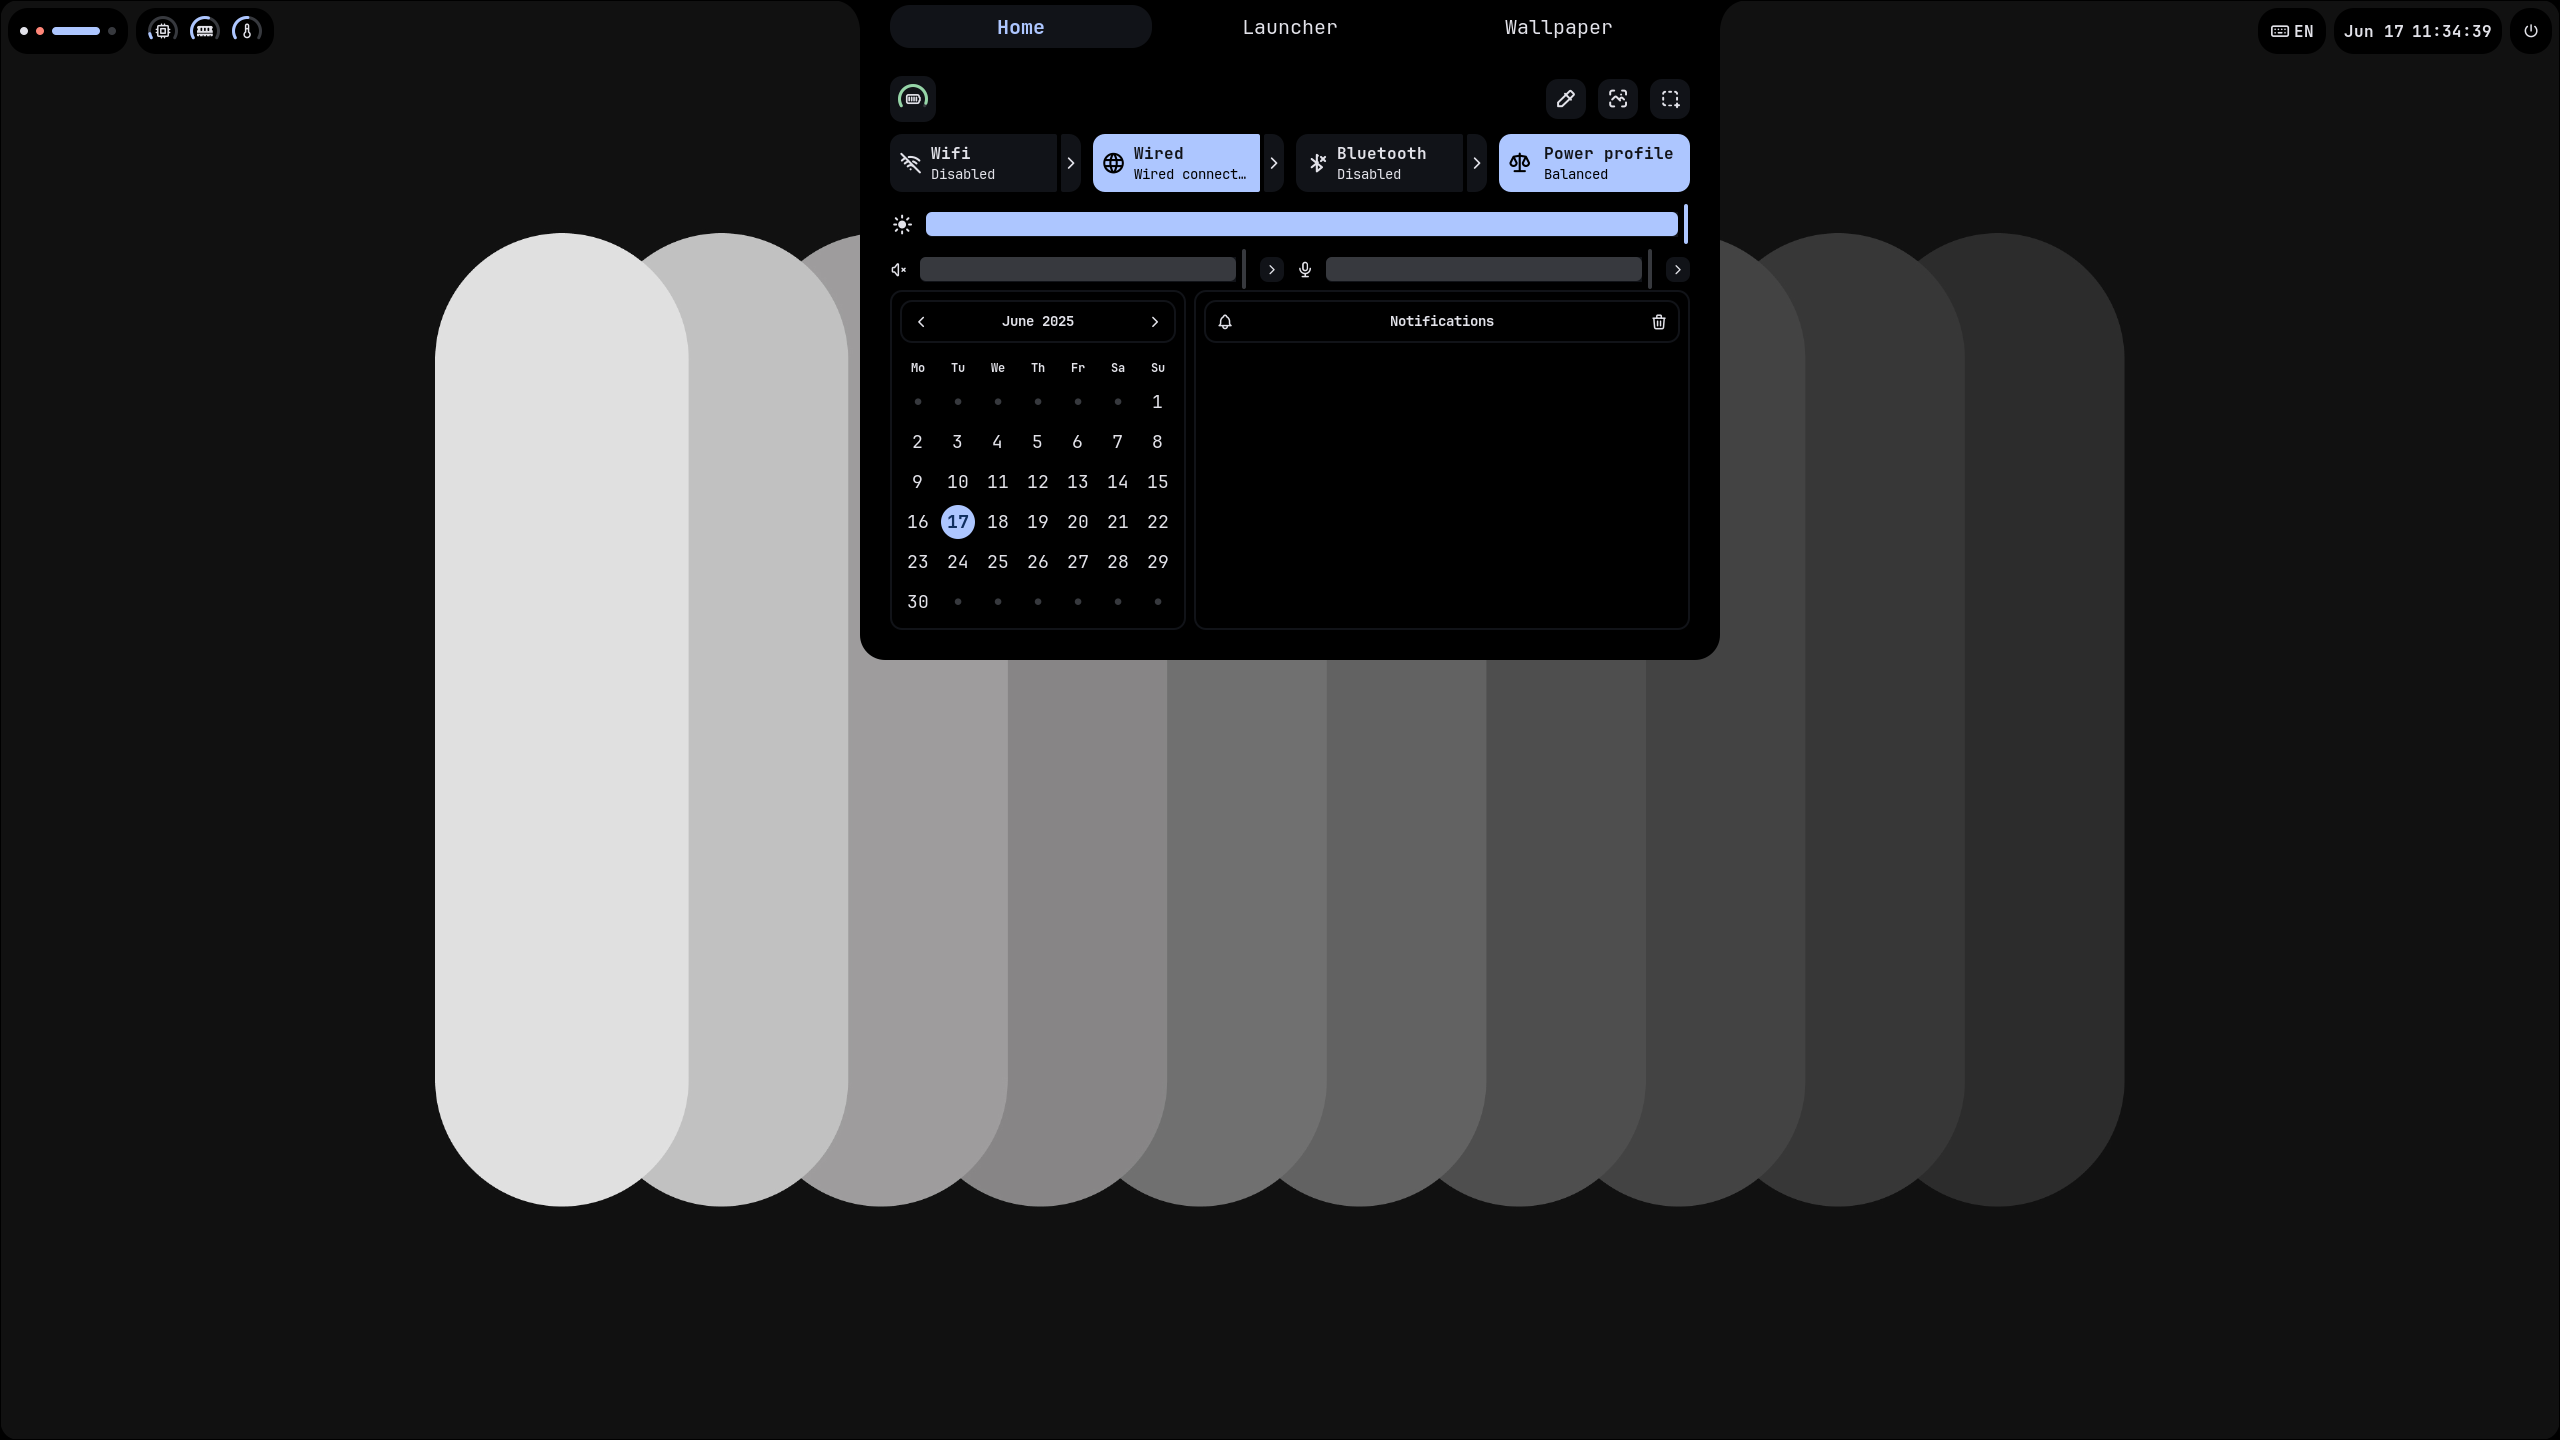 Home Launcher Wallpaper
EN Jun 17 11:34:39
Wifi
Disabled
Wired
Wired connect…
Bluetooth
Disabled
Power profile
Balanced
June 2025
Mo Tu We Th Fr Sa Su
1
2 3 4 5 6 7 8
9 10 11 12 13 14 15
16 17 18 19 20 21 22
23 24 25 26 27 28 29
30
Notifications